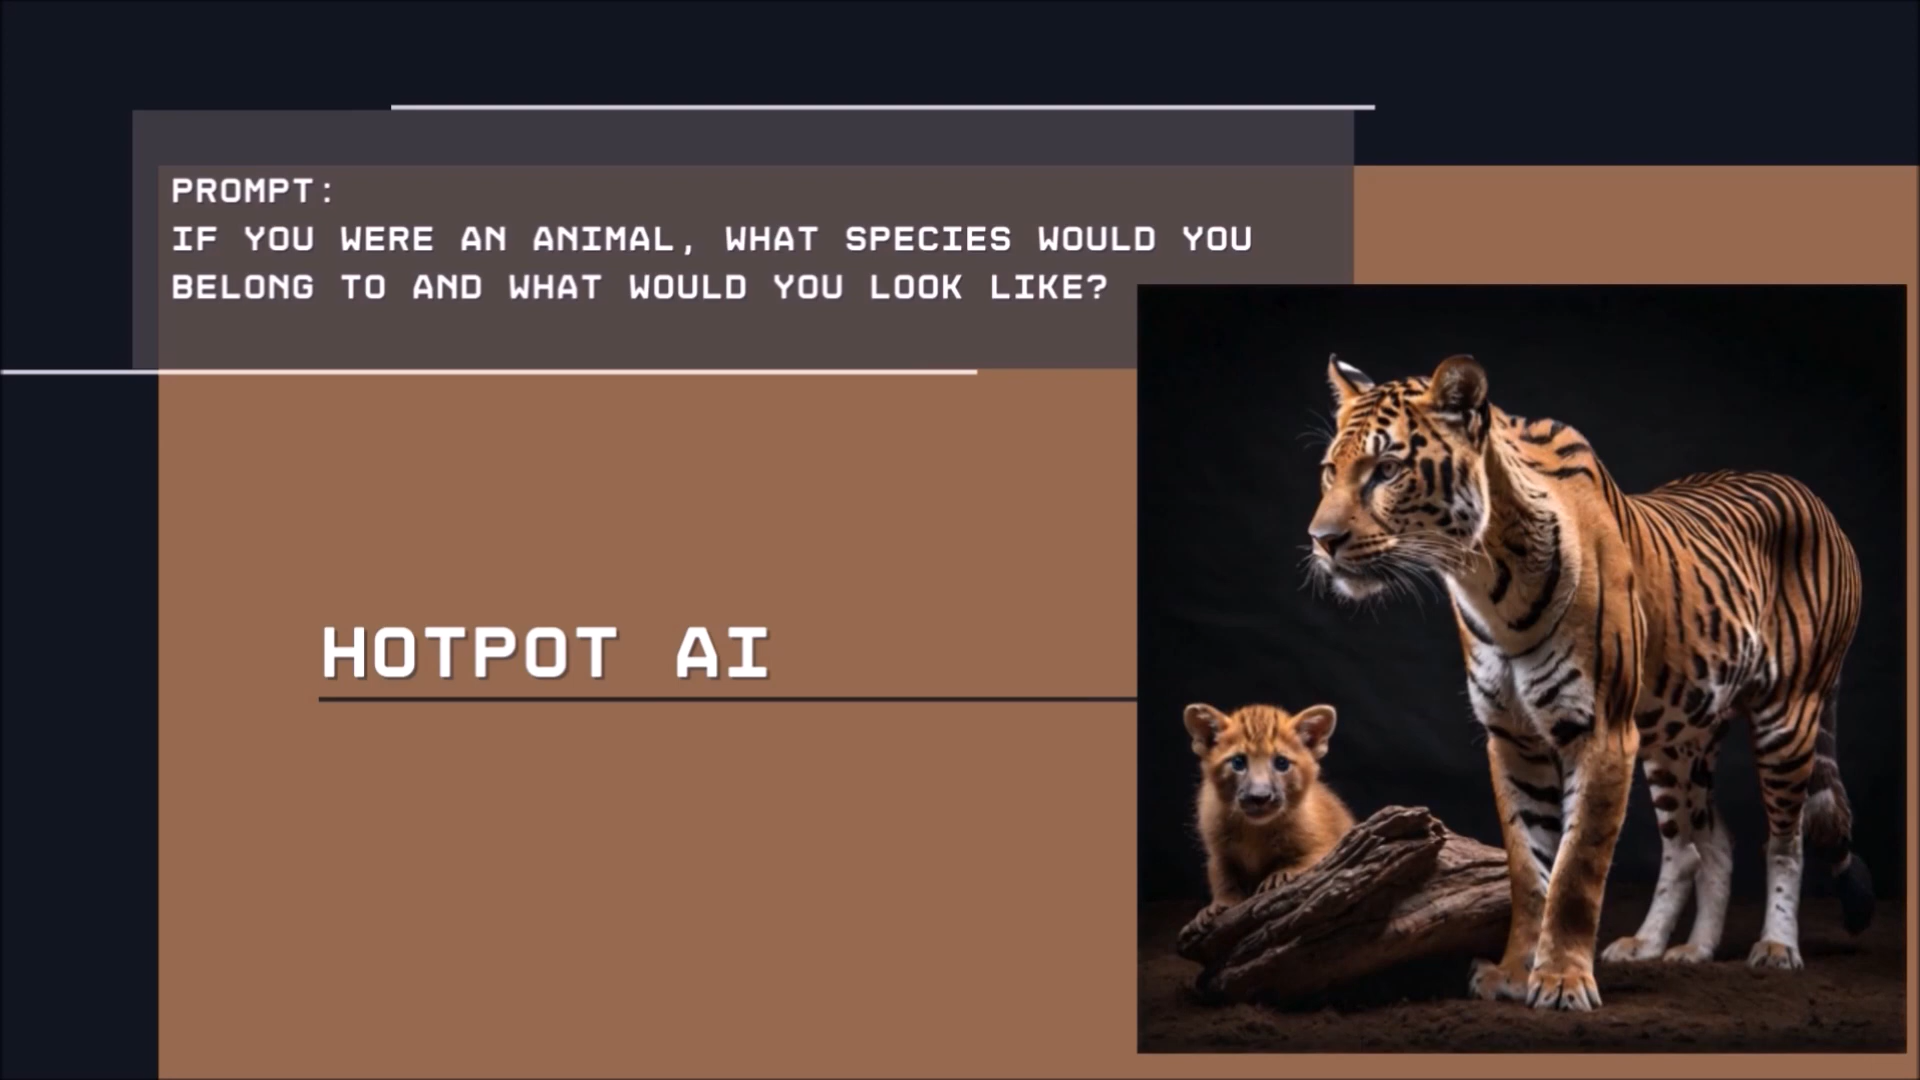 PROMPT:
IF YOU WERE AN ANIMAL, WHAT SPECIES WOULD YOU
BELONG TO AND WHAT WOULD YOU LOOK LIKE?
HOTPOT AI